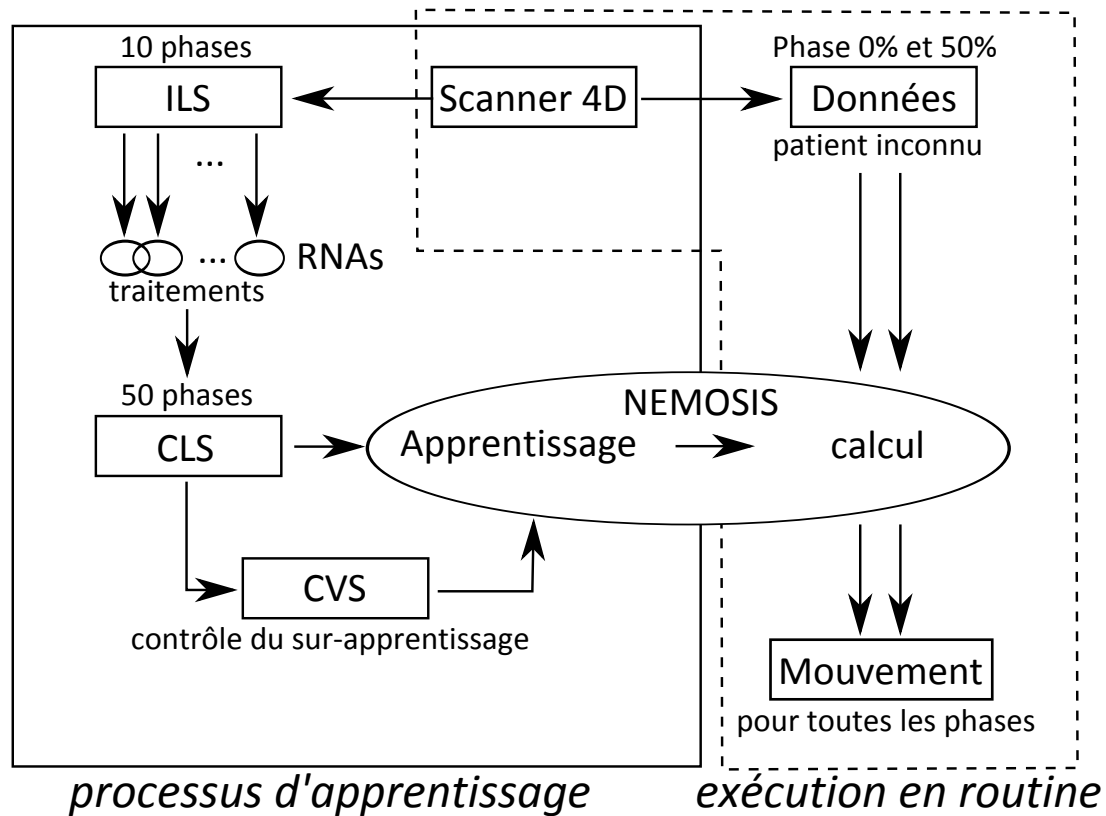 10 phases
ILS
Scanner 4D
Phase 0% et 50%
Données
patient inconnu
...
... RNAs
traitements
50 phases
CLS
NEMOSIS
Apprentissage
calcul
CVS
contrôle du sur-apprentissage
Mouvement
pour toutes les phases
processus d'apprentissage
exécution en routine